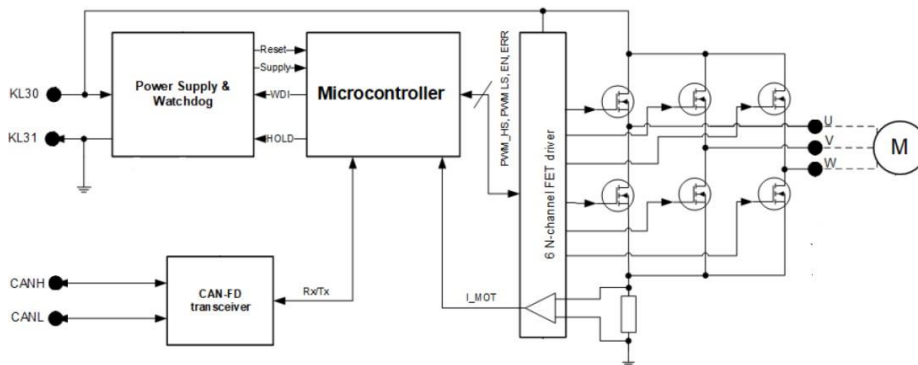 Power Supply &
Watchdog
Reset
Supply
WDI
HOLD
Microcontroller
KL30
KL31
PWM_HS, PWM LS, EN, ERR
6 N-channel FET driver
U
V
W
M
CANH
CANL
CAN-FD
transceiver
Rx/Tx
I_MOT